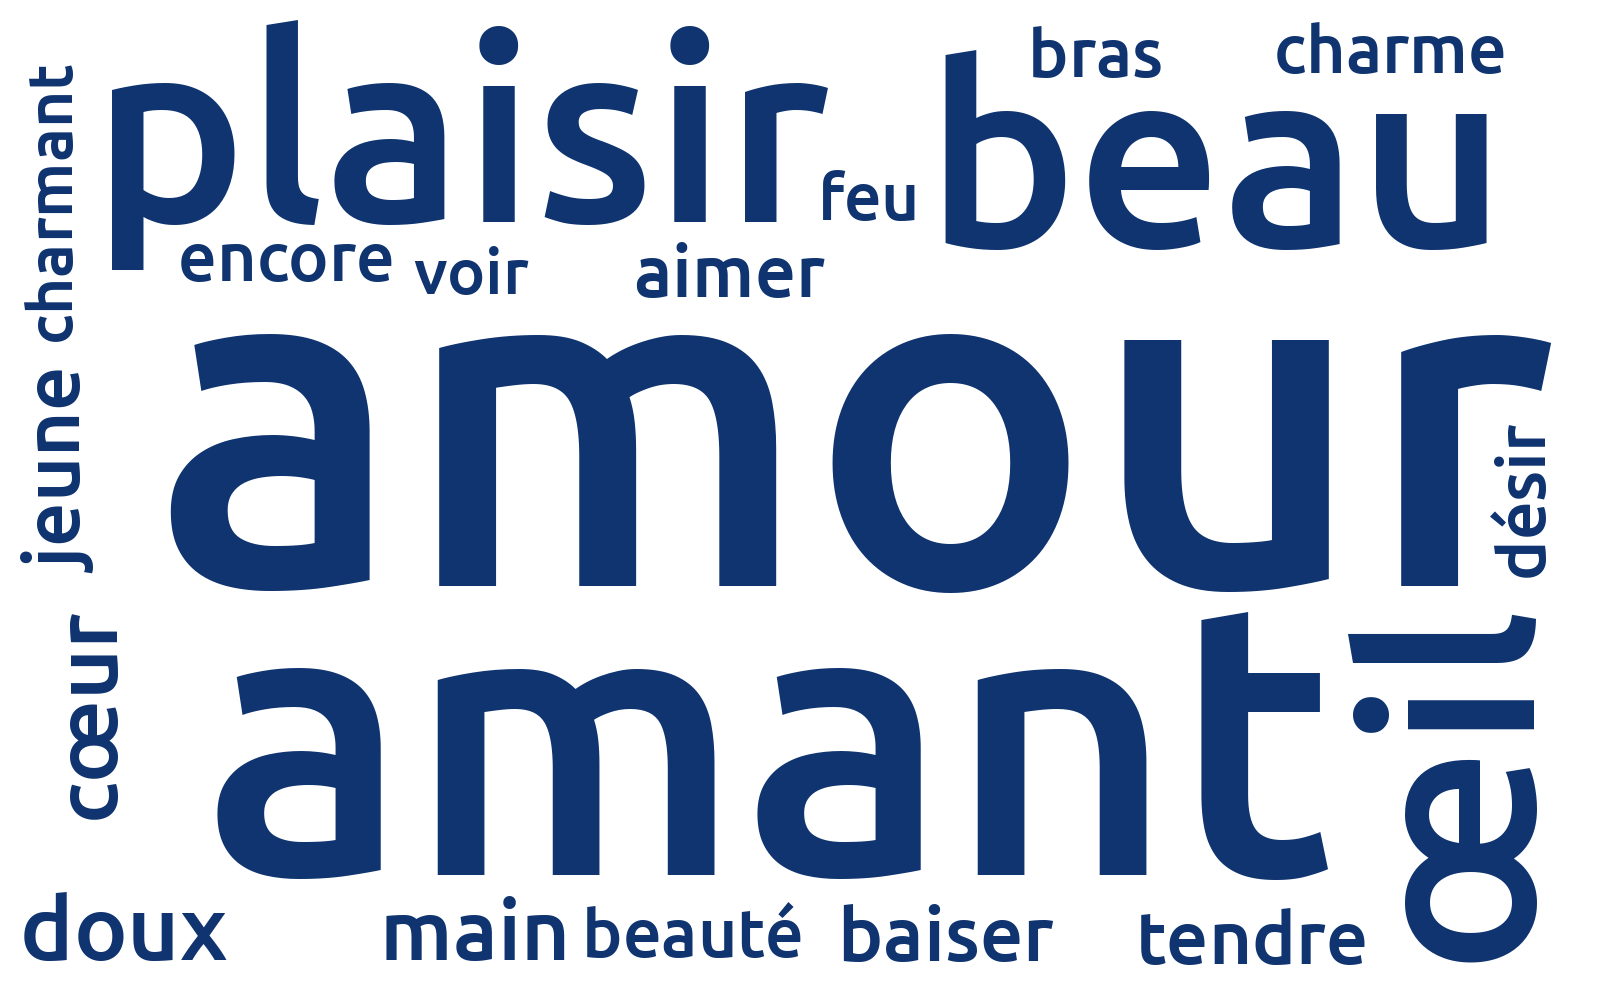 bras
charme
plaisir
beau
feu
encore
voir
aimer
charmant
jeune
amour
désir
cœur
amant
œil
doux
main
beauté
baiser
tendre